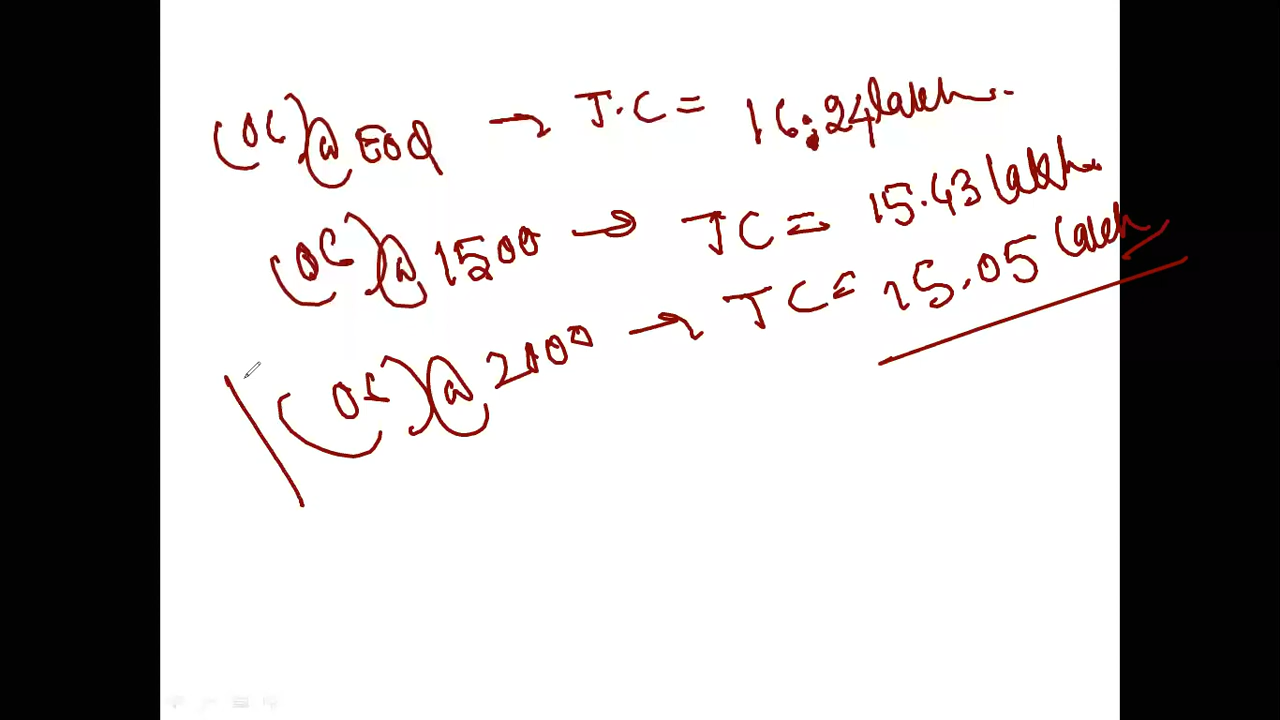 (OC) @ EOQ → T.C = 16.24 lakh.
(OC) @ 1500 → TC = 15.43 lakh.
(OC) @ 2100 → TC = 15.05 lakh